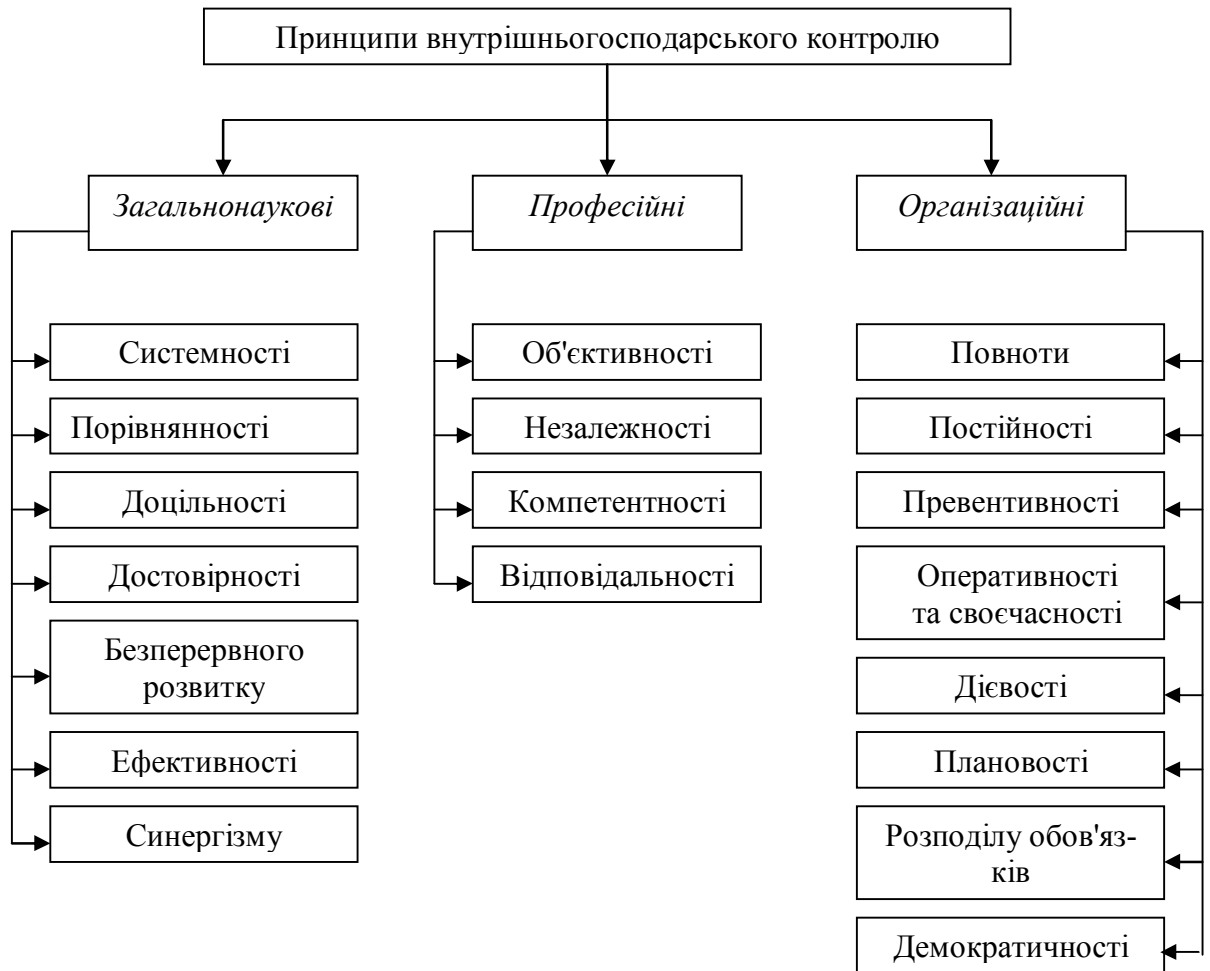 Принципи внутрішньогосподарського контролю
Загальнонаукові
Професійні
Організаційні
Системності
Порівнянності
Доцільності
Достовірності
Безперервного
розвитку
Ефективності
Синергізму
Об'єктивності
Незалежності
Компетентності
Відповідальності
Повноти
Постійності
Превентивності
Оперативності
та своєчасності
Дієвості
Плановості
Розподілу обов'яз-
ків
Демократичності